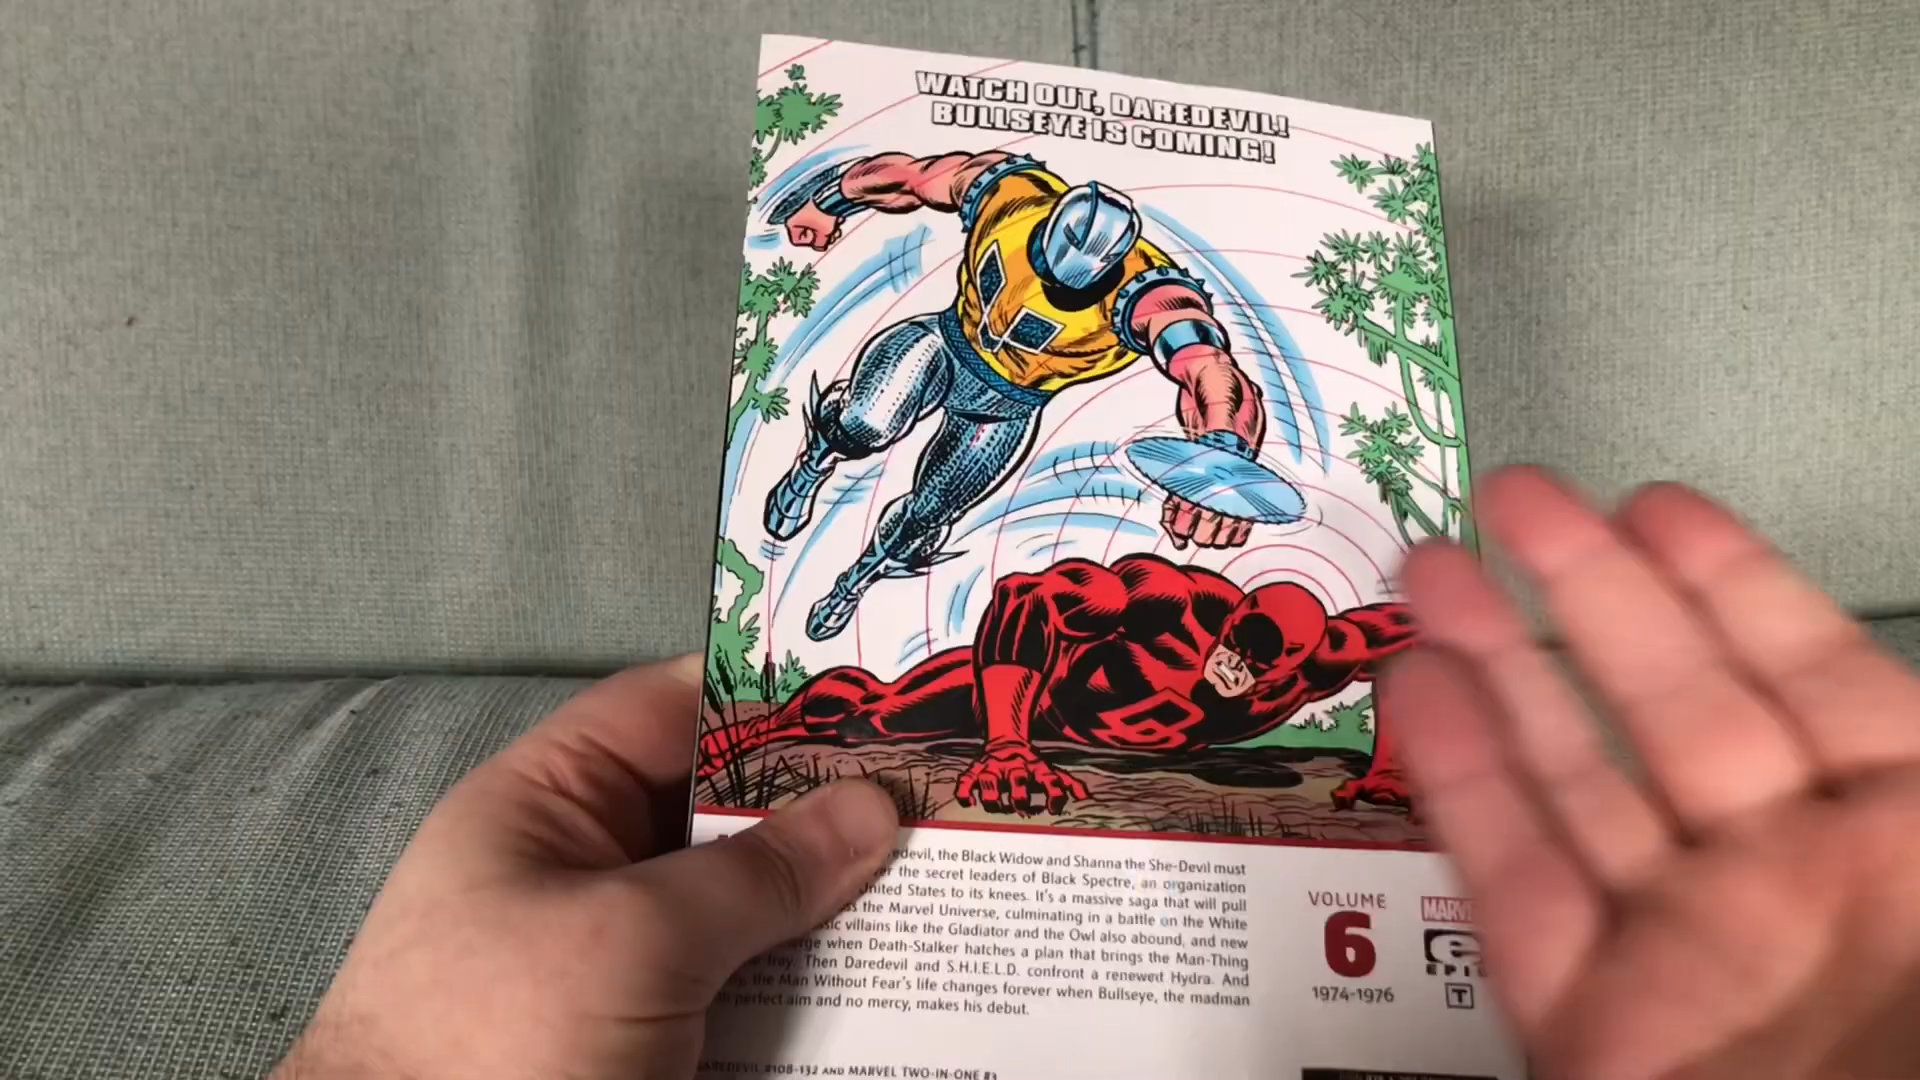 WATCH OUT, DAREDEVIL!
BULLSEYE IS COMING!
the Black Widow and Shanna the She-Devil must
the secret leaders of Black Spectre, an organization
United States to its knees. It's a massive saga that will pull
the Marvel Universe, culminating in a battle on the White
villains like the Gladiator and the Owl also abound, and new
when Death-Stalker hatches a plan that brings the Man-Thing
fray. Then Daredevil and S.H.I.E.L.D. confront a renewed Hydra. And
the Man Without Fear's life changes forever when Bullseye, the madman
perfect aim and no mercy, makes his debut.
VOLUME
6
1974-1976
MARVE
EPIC
T
DAREDEVIL #108-132 AND MARVEL TWO-IN-ONE #3